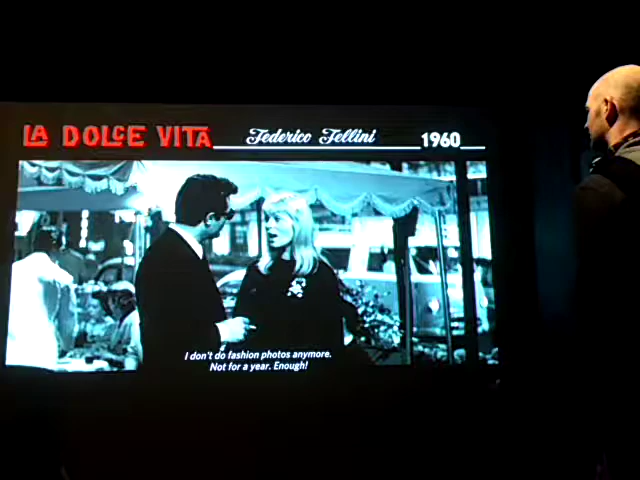 LA DOLCE VITA Federico Fellini 1960
I don't do fashion photos anymore.
Not for a year. Enough!